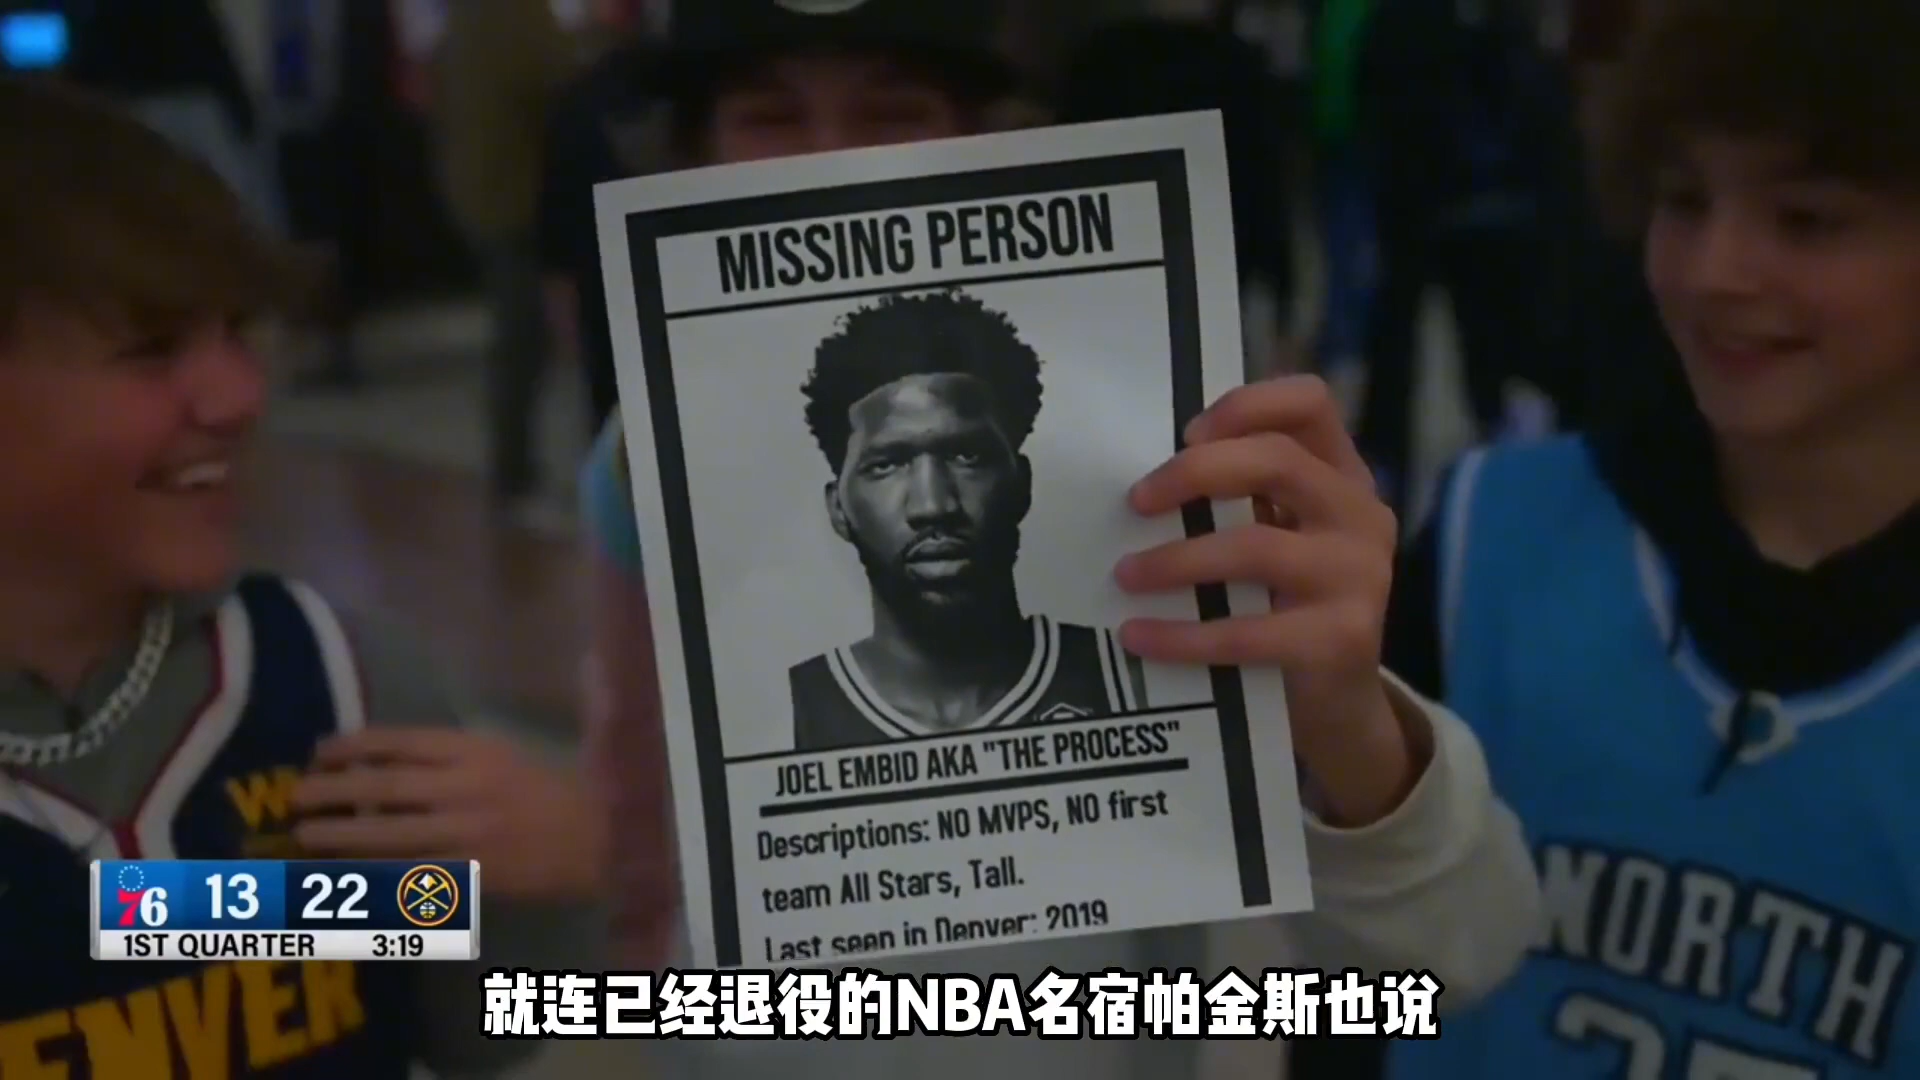 MISSING PERSON
JOEL EMBID AKA "THE PROCESS"
Descriptions: NO MVPS, NO first
team All Stars, Tall.
Last seen in Denver: 2019
NORTH
76 13 22
1ST QUARTER 3:19
就连已经退役的NBA名宿帕金斯也说